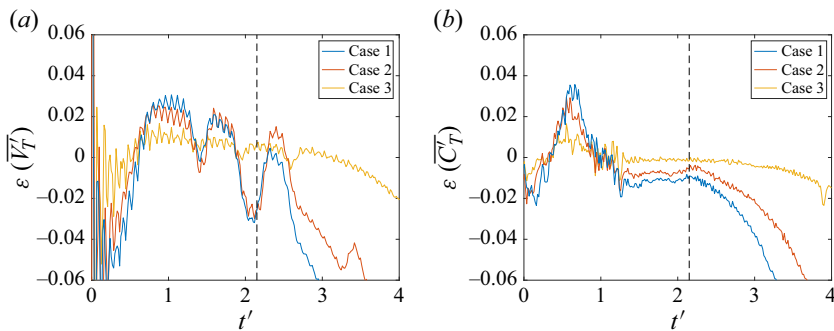 (a)
0.06
0.04
0.02
0
−0.02
−0.04
−0.06
ε (V̅′_T)
0 1 2 3 4
t′
Case 1
Case 2
Case 3
(b)
0.06
0.04
0.02
0
−0.02
−0.04
−0.06
ε (C̅′_T)
0 1 2 3 4
t′
Case 1
Case 2
Case 3